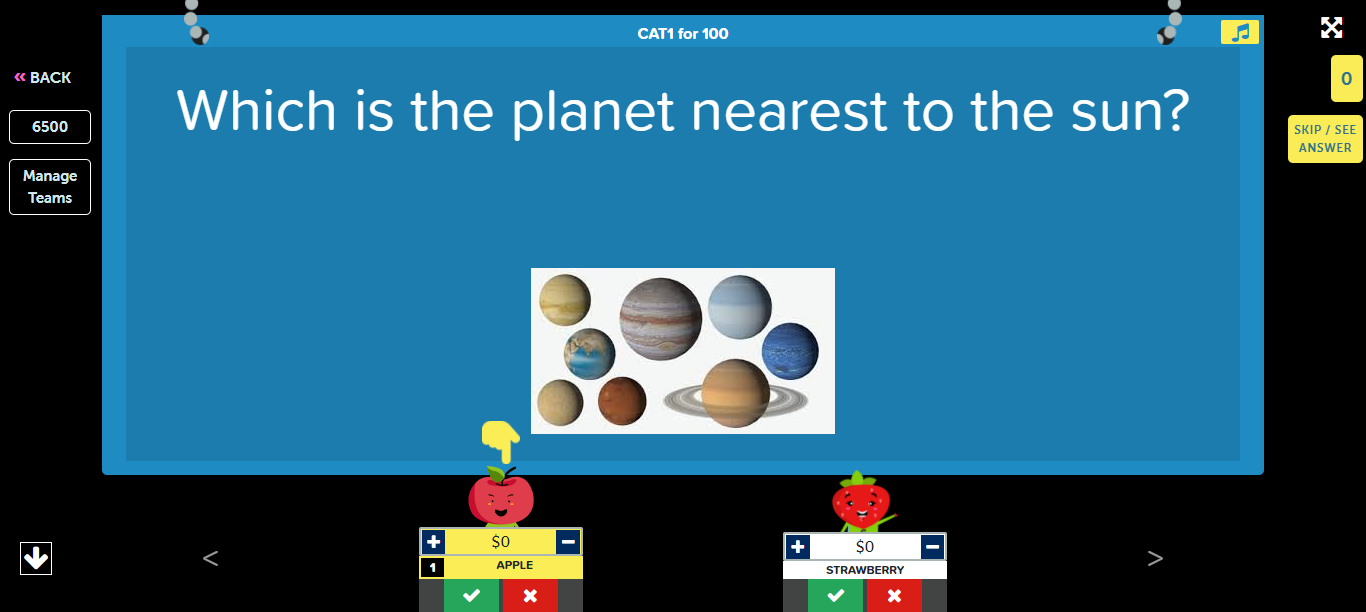 CAT1 for 100
« BACK
0
6500
SKIP / SEE
ANSWER
Manage
Teams
Which is the planet nearest to the sun?
+ $0 −
1 APPLE
+ $0 −
STRAWBERRY
< >